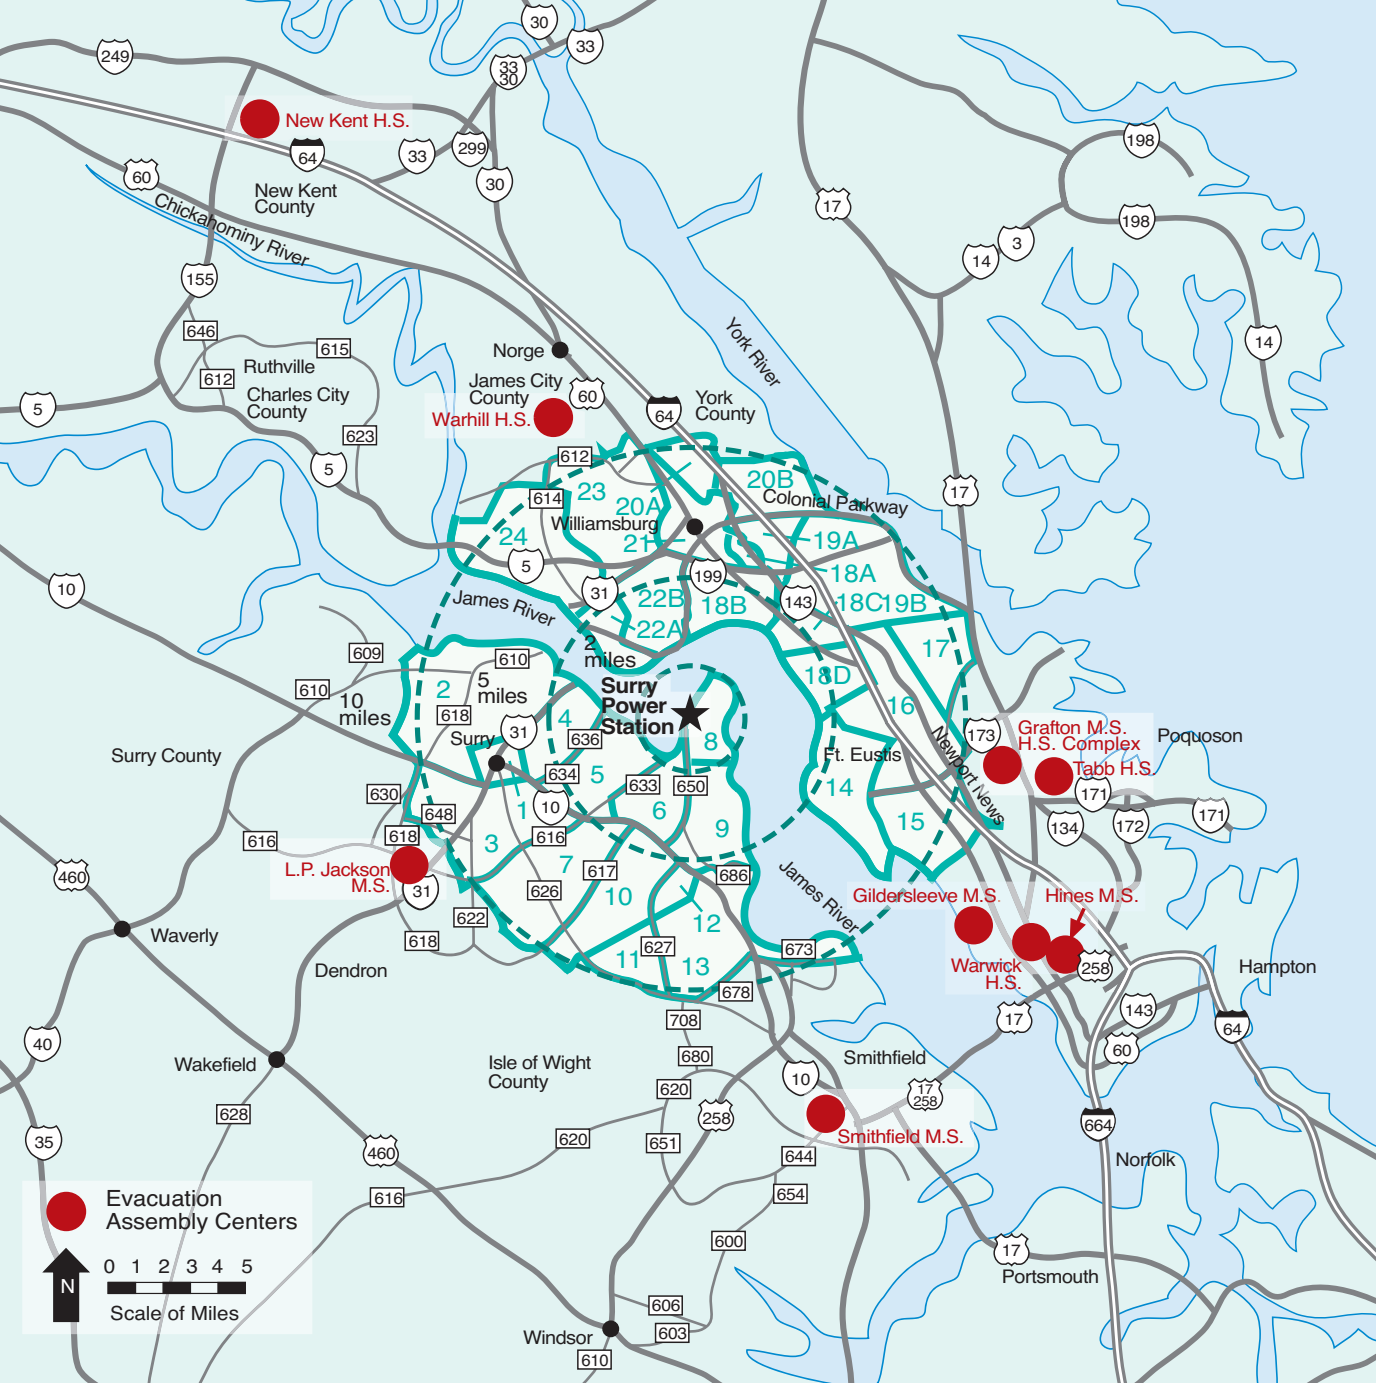 30
33
249
33
30
New Kent H.S.
64
33
299
198
60
30
New Kent
County
17
198
Chickahominy River
3
14
155
646
615
York River
14
Norge
Ruthville
612
James City
County
60
Charles City
County
5
64
York
County
Warhill H.S.
623
5
612
17
20B
23
614
20A
Colonial Parkway
Williamsburg
24
21
19A
5
199
18A
10
31
James River
22B
18B
143
18C
19B
22A
2
miles
17
609
610
610
5
miles
2
10
miles
Surry
Power
Station
18D
618
4
16
31
Surry
636
8
173
Grafton M.S.
H.S. Complex
Poquoson
Surry County
Ft. Eustis
Newport News
Tabb H.S.
634
5
633
650
14
171
630
1
10
648
6
171
618
616
9
15
134
172
616
3
L.P. Jackson
M.S.
7
617
686
460
31
626
10
James River
Gildersleeve M.S.
Hines M.S.
622
12
Waverly
618
627
673
11
13
Warwick
H.S.
258
Hampton
Dendron
678
143
708
17
64
40
60
Wakefield
680
Smithfield
Isle of Wight
County
10
620
17
258
628
258
Smithfield M.S.
664
35
620
651
460
644
Norfolk
616
654
Evacuation
Assembly Centers
600
17
N
0 1 2 3 4 5
Scale of Miles
Portsmouth
606
603
Windsor
610